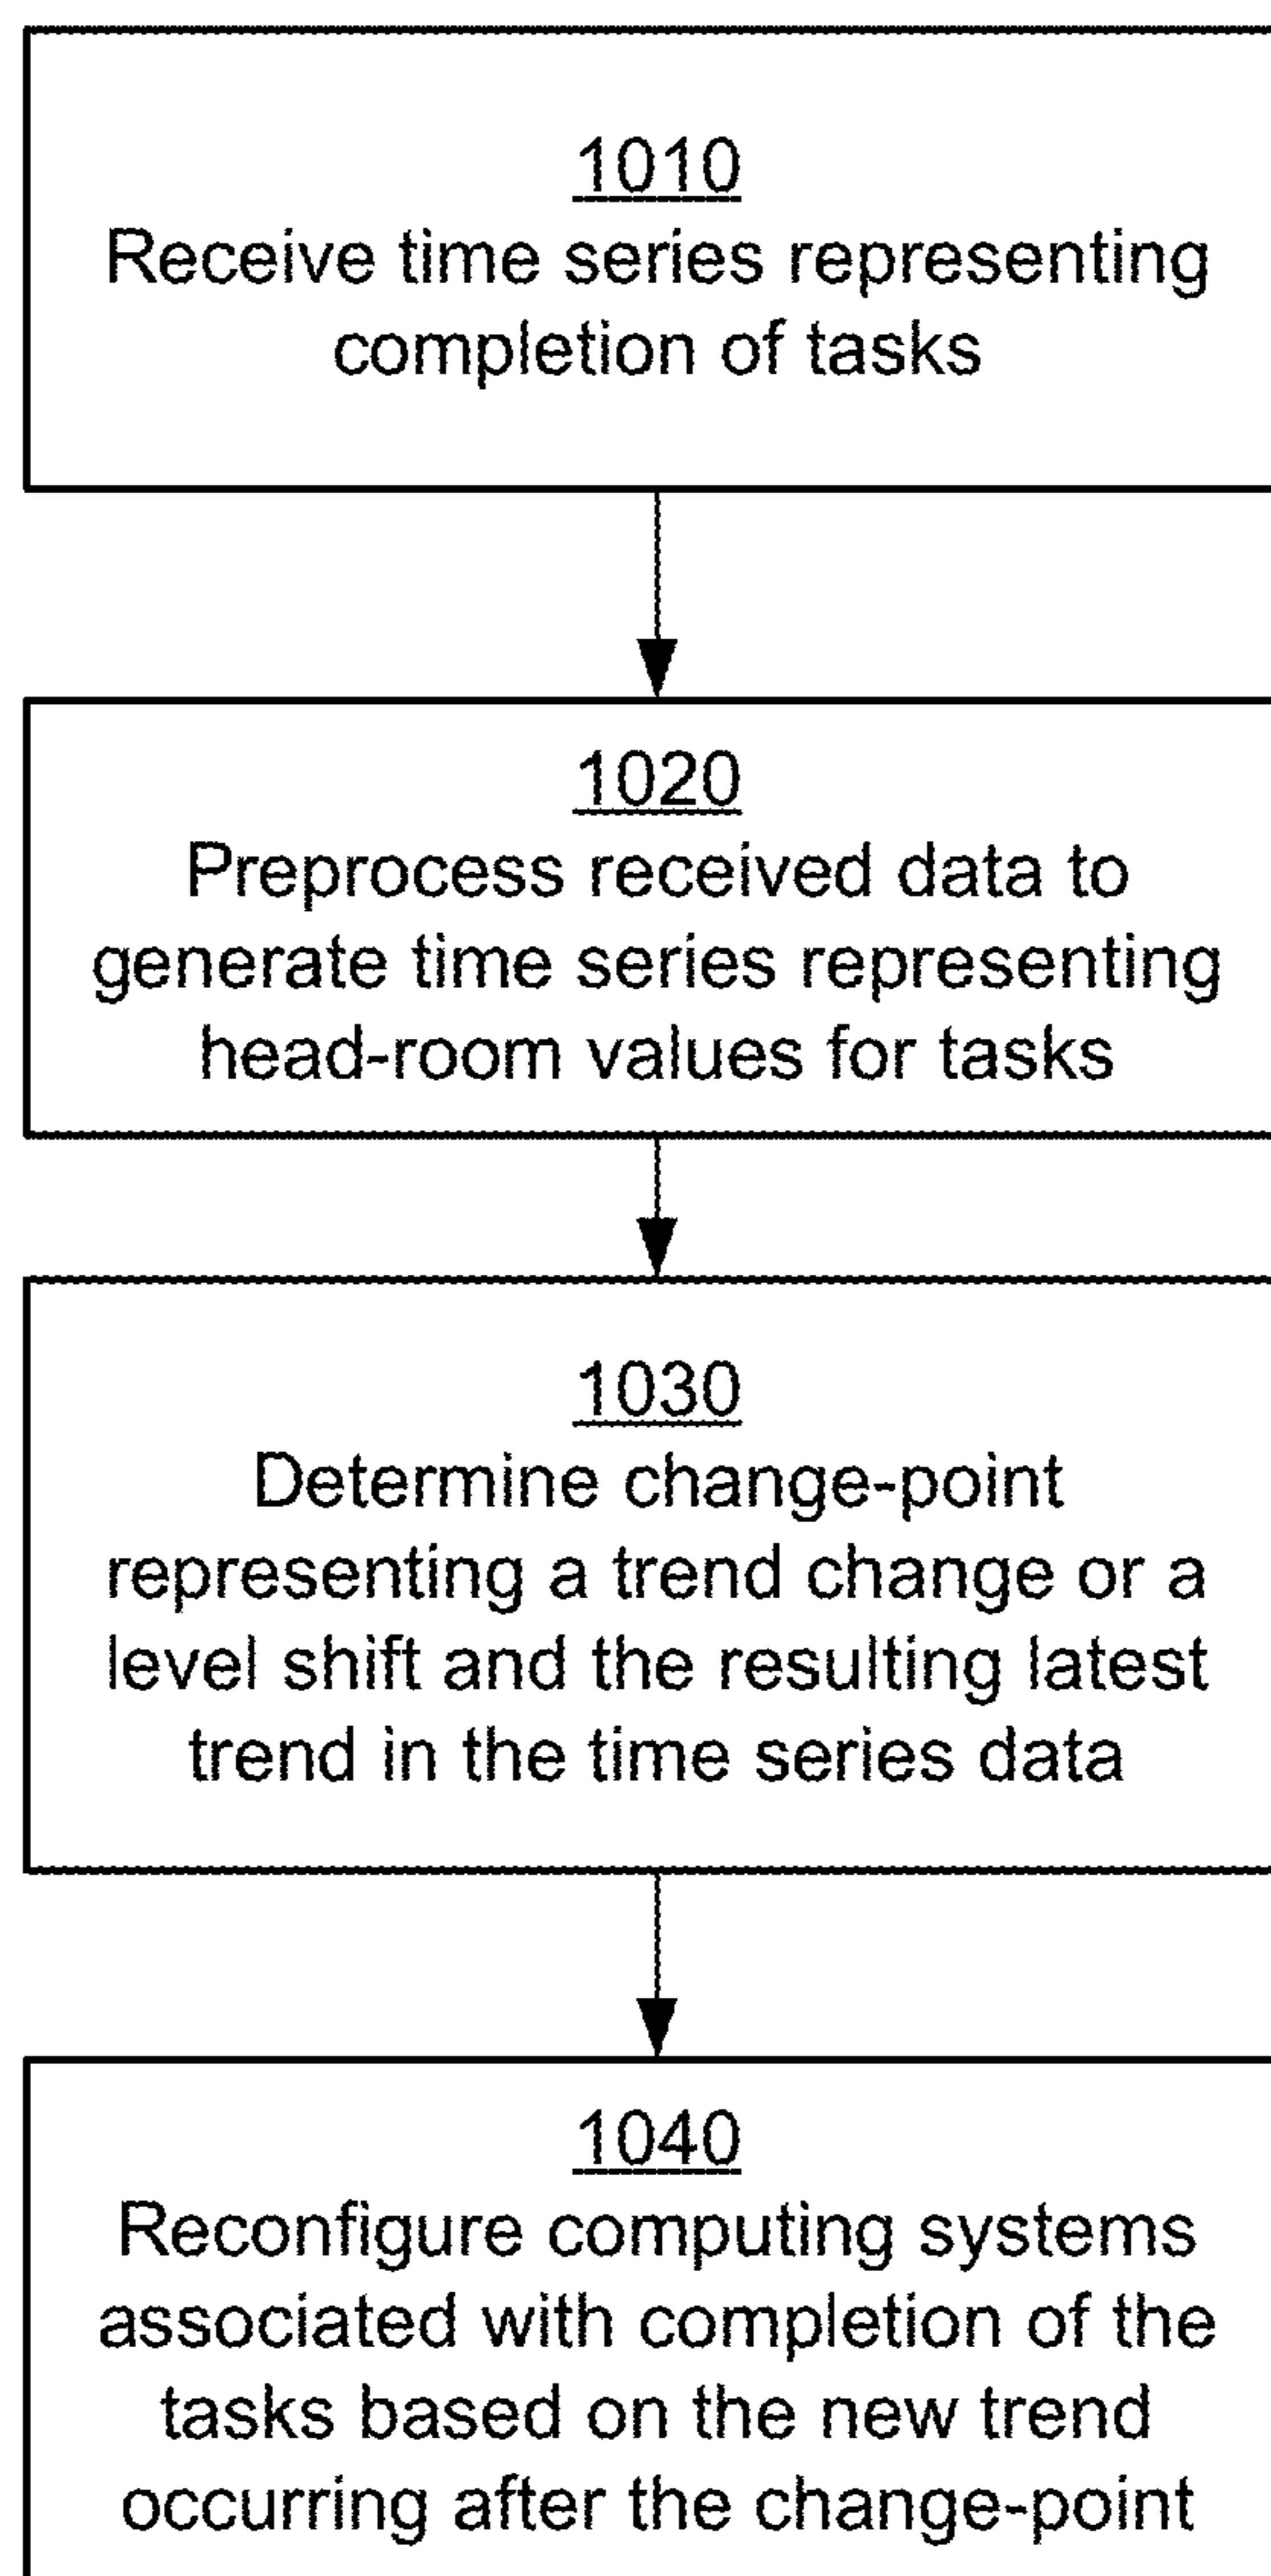 1010
Receive time series representing
completion of tasks
1020
Preprocess received data to
generate time series representing
head-room values for tasks
1030
Determine change-point
representing a trend change or a
level shift and the resulting latest
trend in the time series data
1040
Reconfigure computing systems
associated with completion of the
tasks based on the new trend
occurring after the change-point